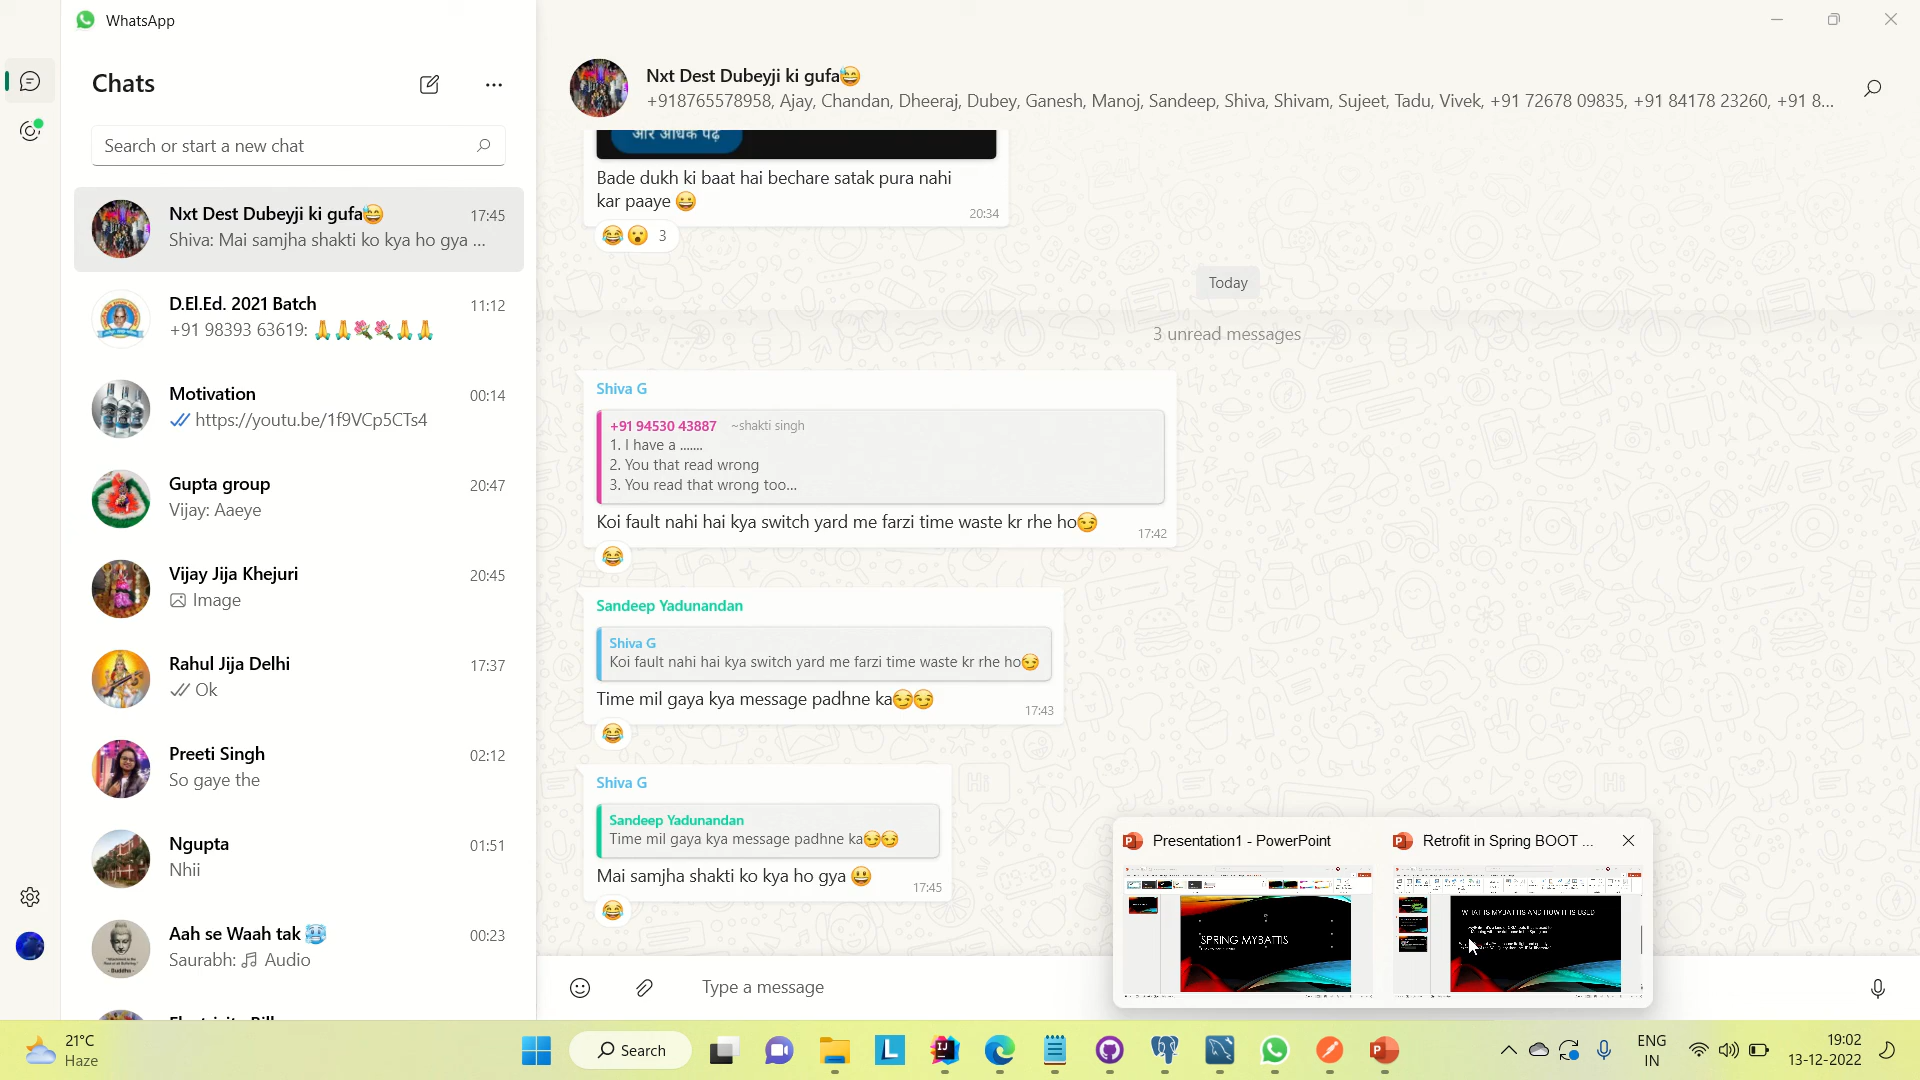 WhatsApp
Chats
Search or start a new chat
Nxt Dest Dubeyji ki gufa😅 17:45
Shiva: Mai samjha shakti ko kya ho gya ...
D.El.Ed. 2021 Batch 11:12
+91 98393 63619: 🙏🙏💐💐🙏🙏
Motivation 00:14
https://youtu.be/1f9VCp5CTs4
Gupta group 20:47
Vijay: Aaeye
Vijay Jija Khejuri 20:45
Image
Rahul Jija Delhi 17:37
Ok
Preeti Singh 02:12
So gaye the
Ngupta 01:51
Nhii
Aah se Waah tak🥶 00:23
Saurabh: 🎵 Audio
Nxt Dest Dubeyji ki gufa😅
+918765578958, Ajay, Chandan, Dheeraj, Dubey, Ganesh, Manoj, Sandeep, Shiva, Shivam, Sujeet, Tadu, Vivek, +91 72678 09835, +91 84178 23260, +91 8...
और अधिक पढ़ें
Bade dukh ki baat hai bechare satak pura nahi
kar paaye 😀
20:34
😂😮 3
Today
3 unread messages
Shiva G
+91 94530 43887 ~shakti singh
1. I have a .......
2. You that read wrong
3. You read that wrong too...
Koi fault nahi hai kya switch yard me farzi time waste kr rhe ho😏
17:42
😂
Sandeep Yadunandan
Shiva G
Koi fault nahi hai kya switch yard me farzi time waste kr rhe ho😏
Time mil gaya kya message padhne ka😏😏
17:43
😂
Shiva G
Sandeep Yadunandan
Time mil gaya kya message padhne ka😏😏
Mai samjha shakti ko kya ho gya 😃
17:45
😂
Type a message
Presentation1 - PowerPoint
SPRING MYBATTIS
Retrofit in Spring BOOT ...
WHAT IS MYBATTIS AND HOW IT IS USED
21°C
Haze
Search
ENG
IN
19:02
13-12-2022